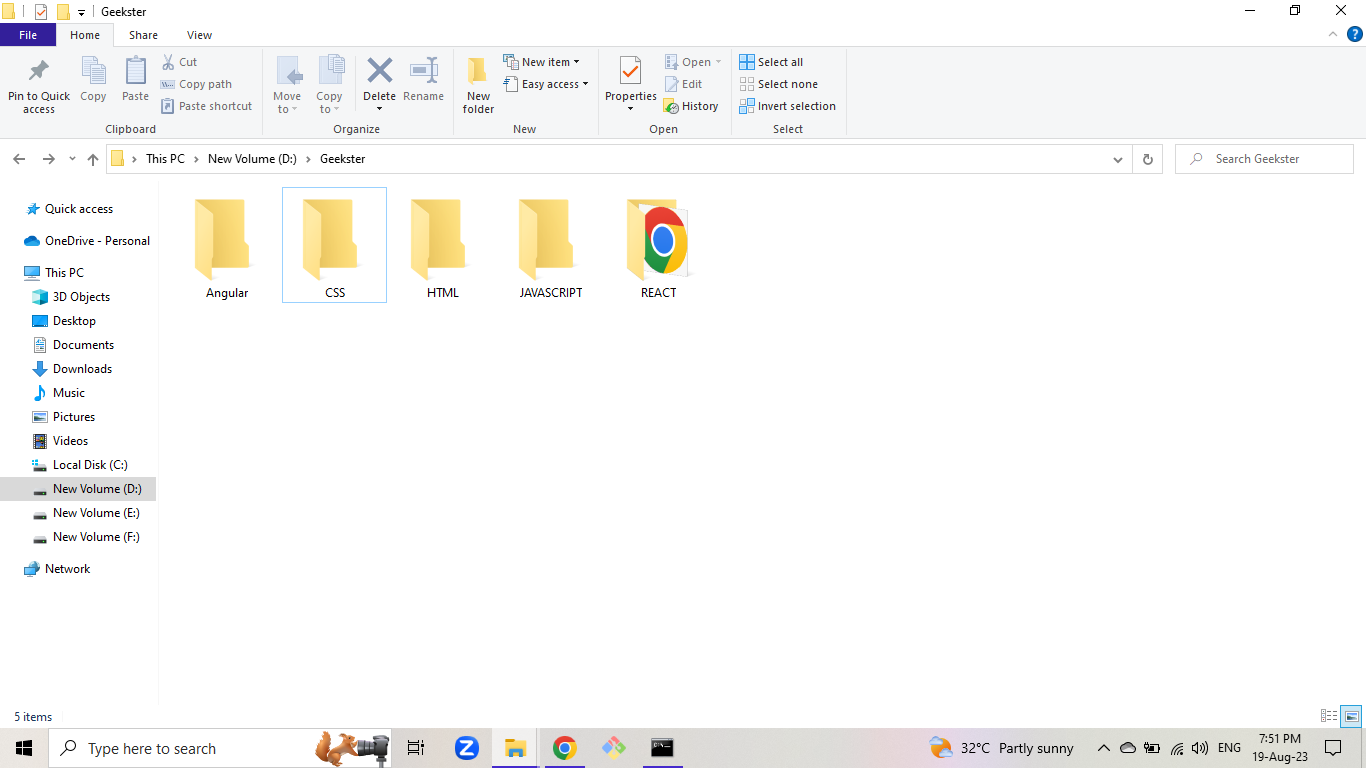 Geekster
File Home Share View
Pin to Quick access
Copy
Paste
Cut
Copy path
Paste shortcut
Clipboard
Move to
Copy to
Delete
Rename
Organize
New folder
New item
Easy access
New
Properties
Open
Edit
History
Open
Select all
Select none
Invert selection
Select
This PC New Volume (D:) Geekster
Search Geekster
Quick access
OneDrive - Personal
This PC
3D Objects
Desktop
Documents
Downloads
Music
Pictures
Videos
Local Disk (C:)
New Volume (D:)
New Volume (E:)
New Volume (F:)
Network
Angular CSS HTML JAVASCRIPT REACT
5 items
Type here to search
32°C Partly sunny
ENG
7:51 PM
19-Aug-23